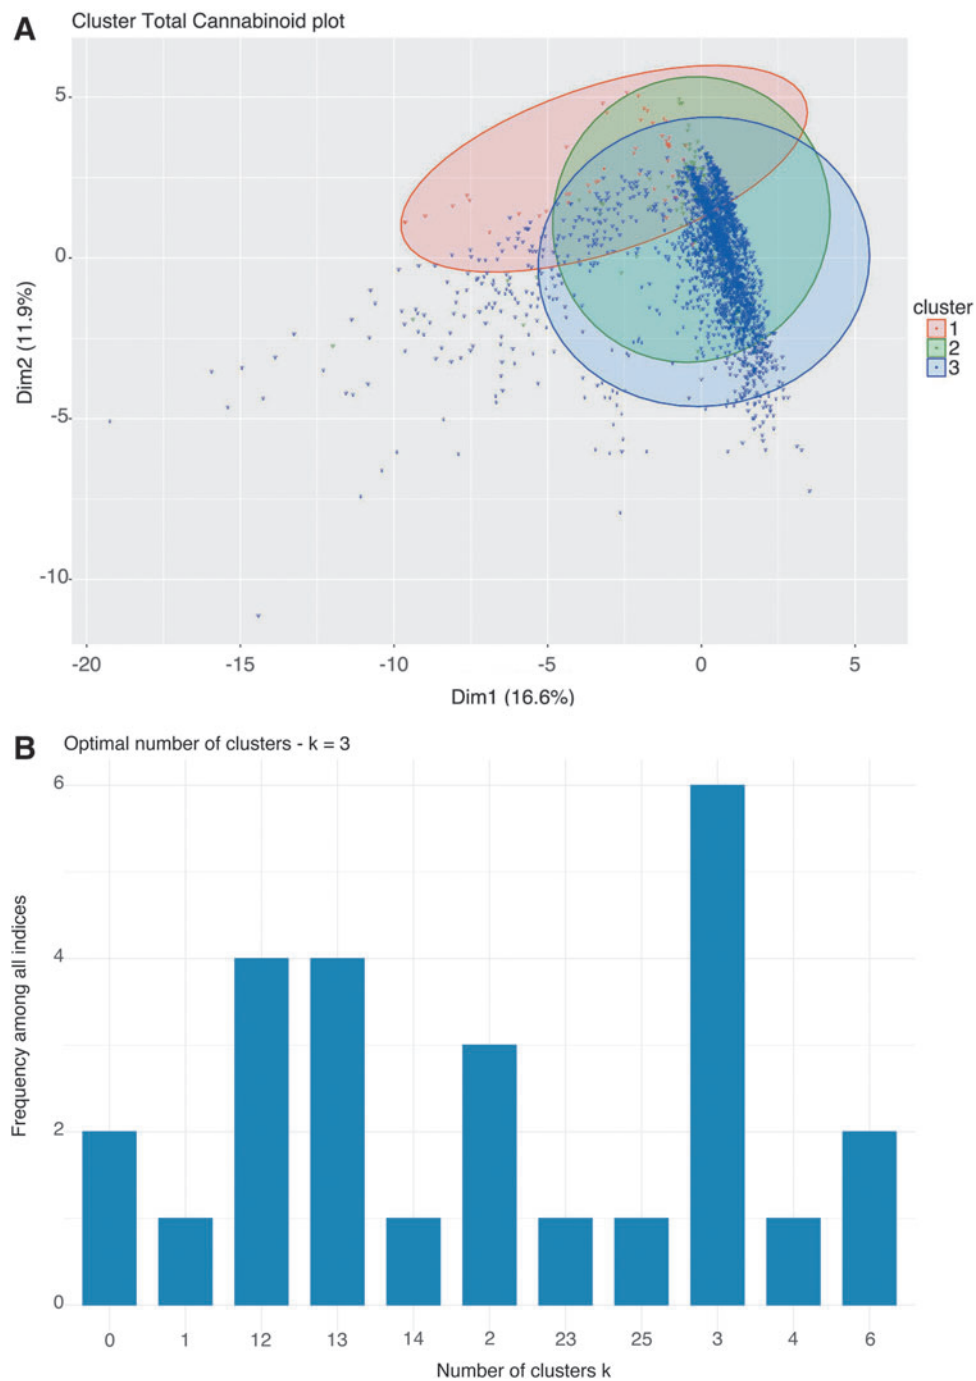 A
Cluster Total Cannabinoid plot
5
0
-5
-10
Dim2 (11.9%)
-20 -15 -10 -5 0 5
Dim1 (16.6%)
cluster
1
2
3
B
Optimal number of clusters - k = 3
6
4
2
0
Frequency among all indices
0 1 12 13 14 2 23 25 3 4 6
Number of clusters k